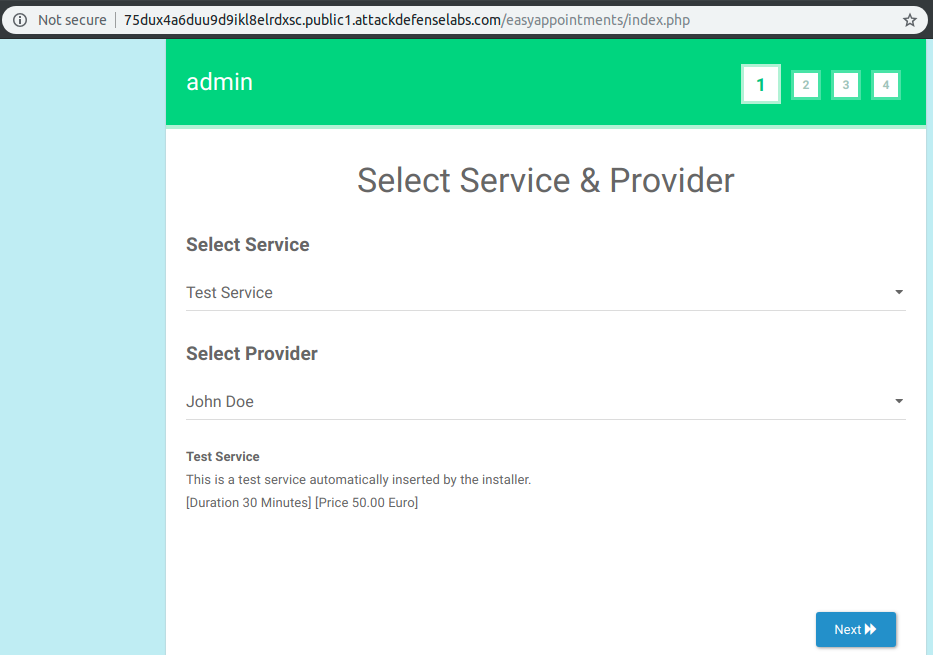 Not secure 75dux4a6duu9d9ikl8elrdxsc.public1.attackdefenselabs.com/easyappointments/index.php
admin 1 2 3 4
Select Service & Provider
Select Service
Test Service
Select Provider
John Doe
Test Service
This is a test service automatically inserted by the installer.
[Duration 30 Minutes] [Price 50.00 Euro]
Next